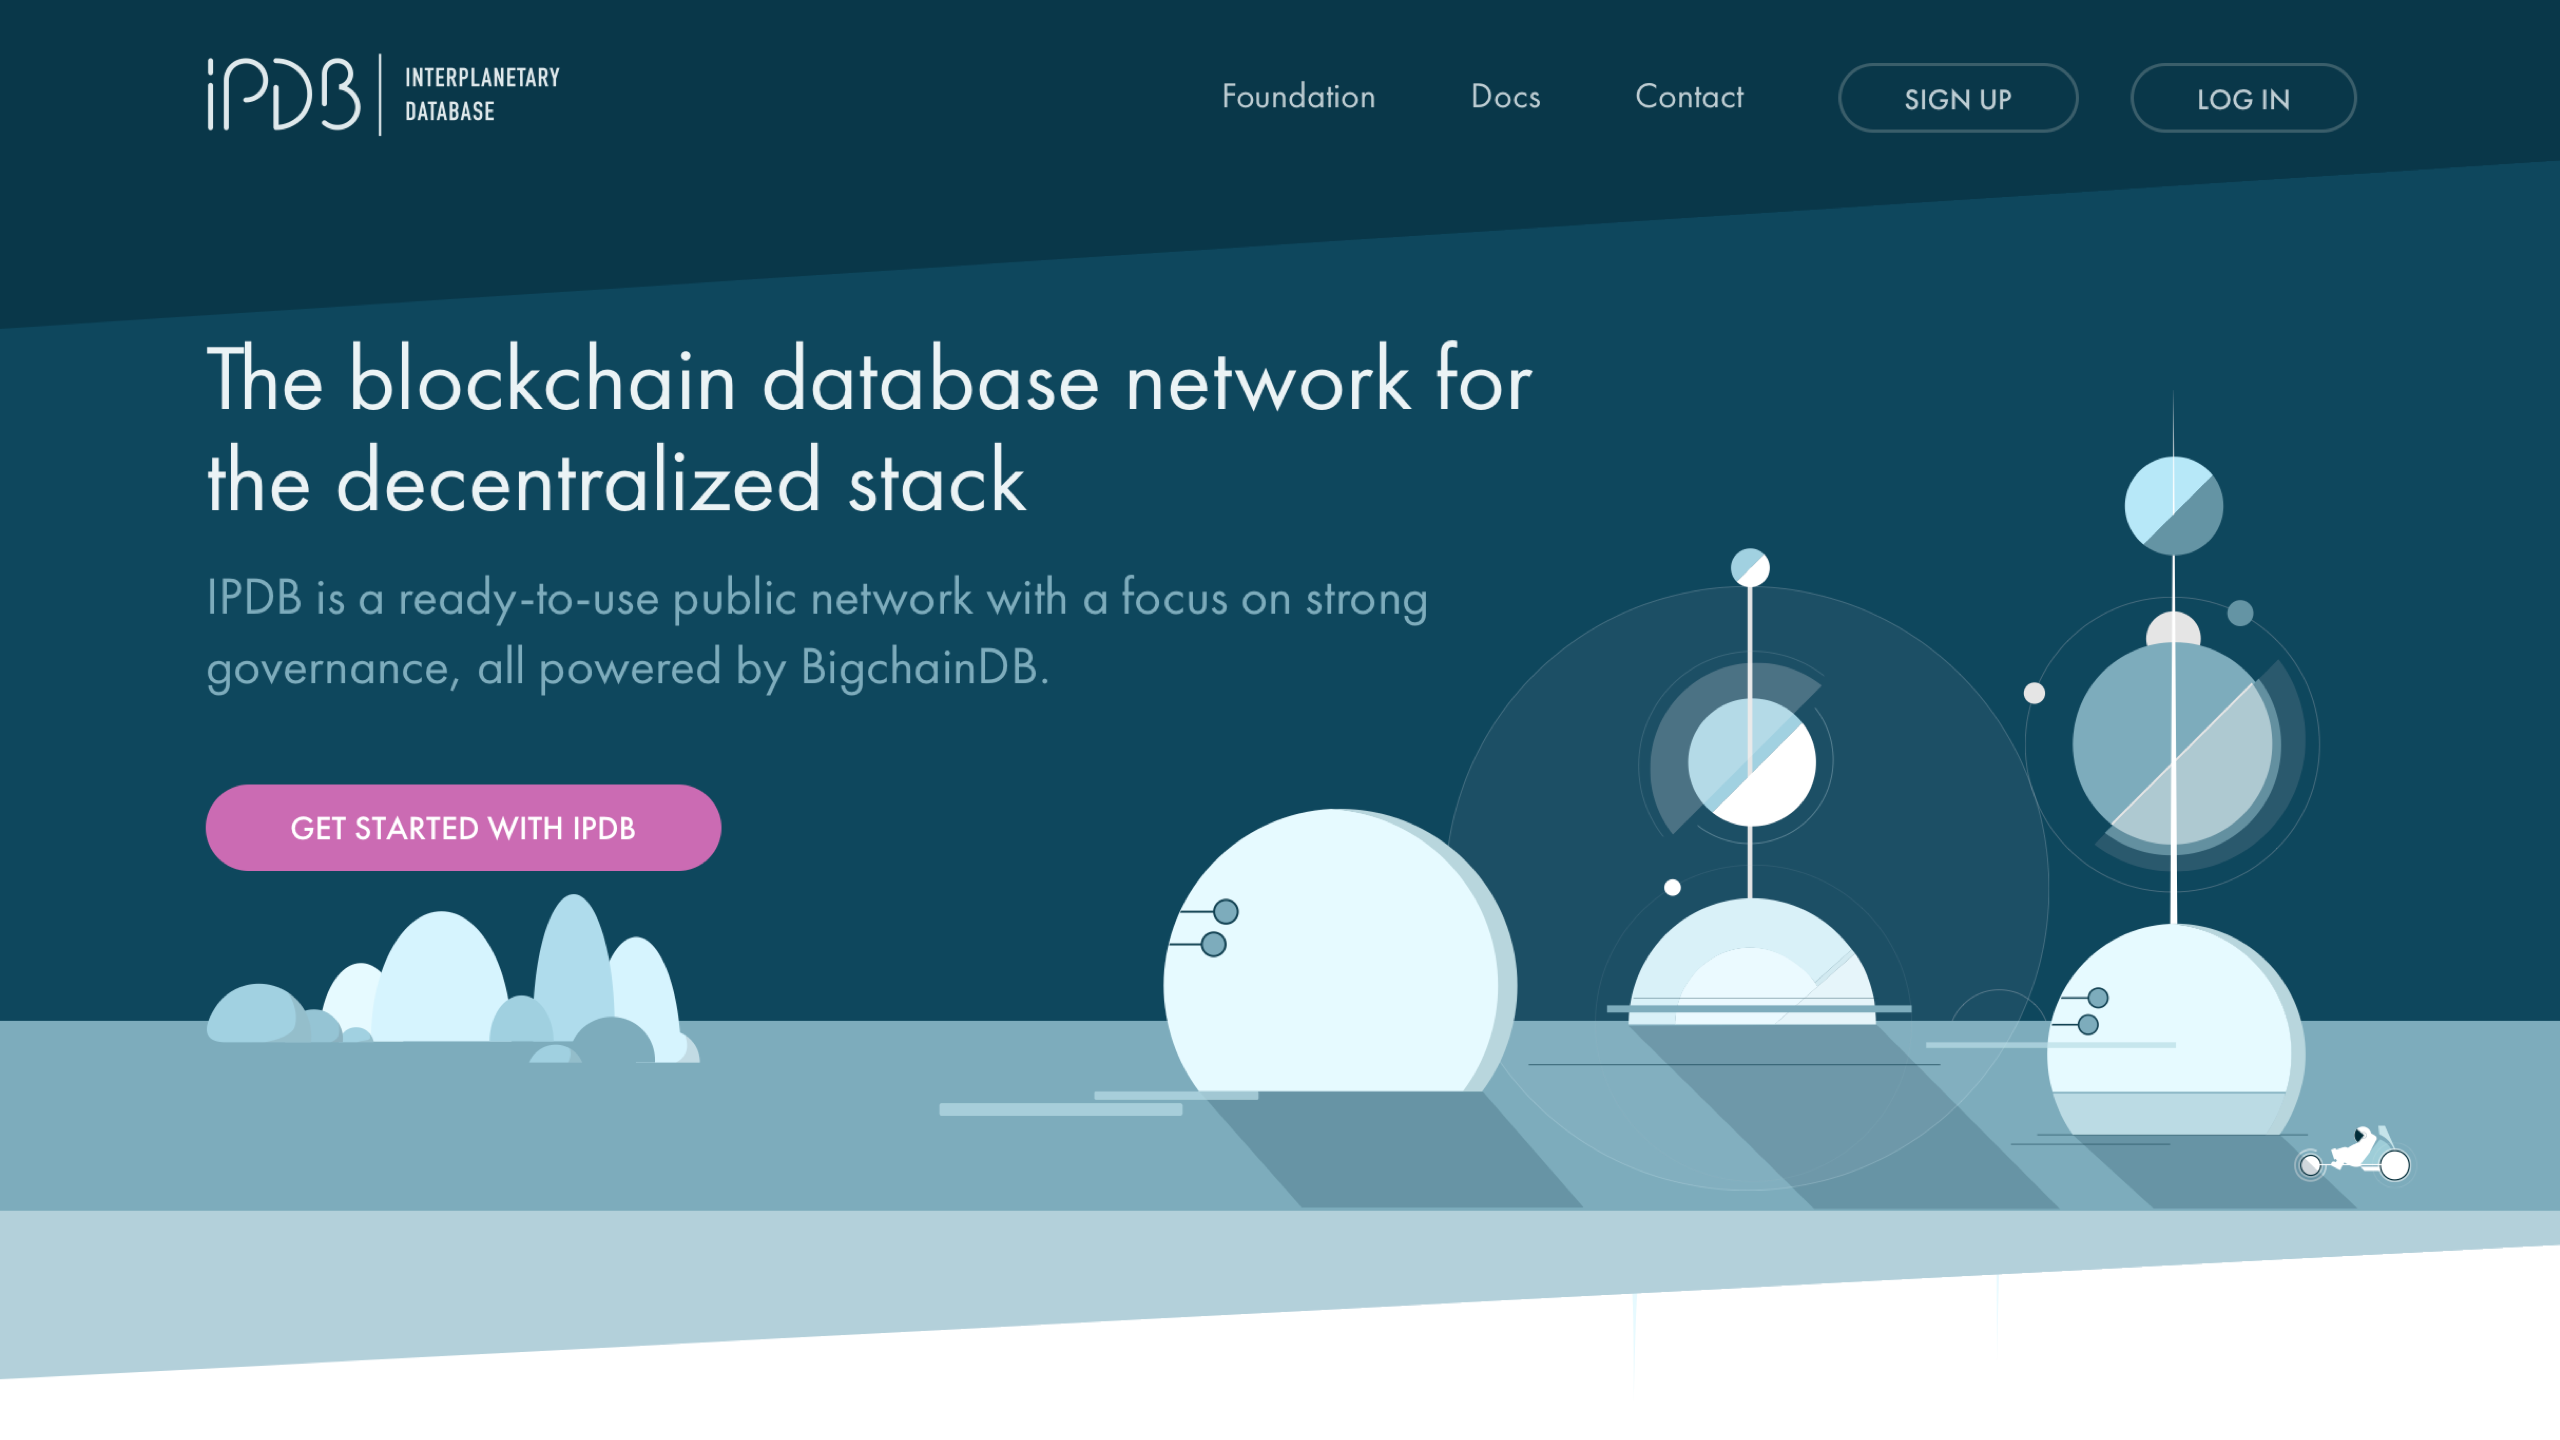 iPDB
INTERPLANETARY
DATABASE
Foundation
Docs
Contact
SIGN UP
LOG IN
The blockchain database network for
the decentralized stack
IPDB is a ready-to-use public network with a focus on strong
governance, all powered by BigchainDB.
GET STARTED WITH IPDB